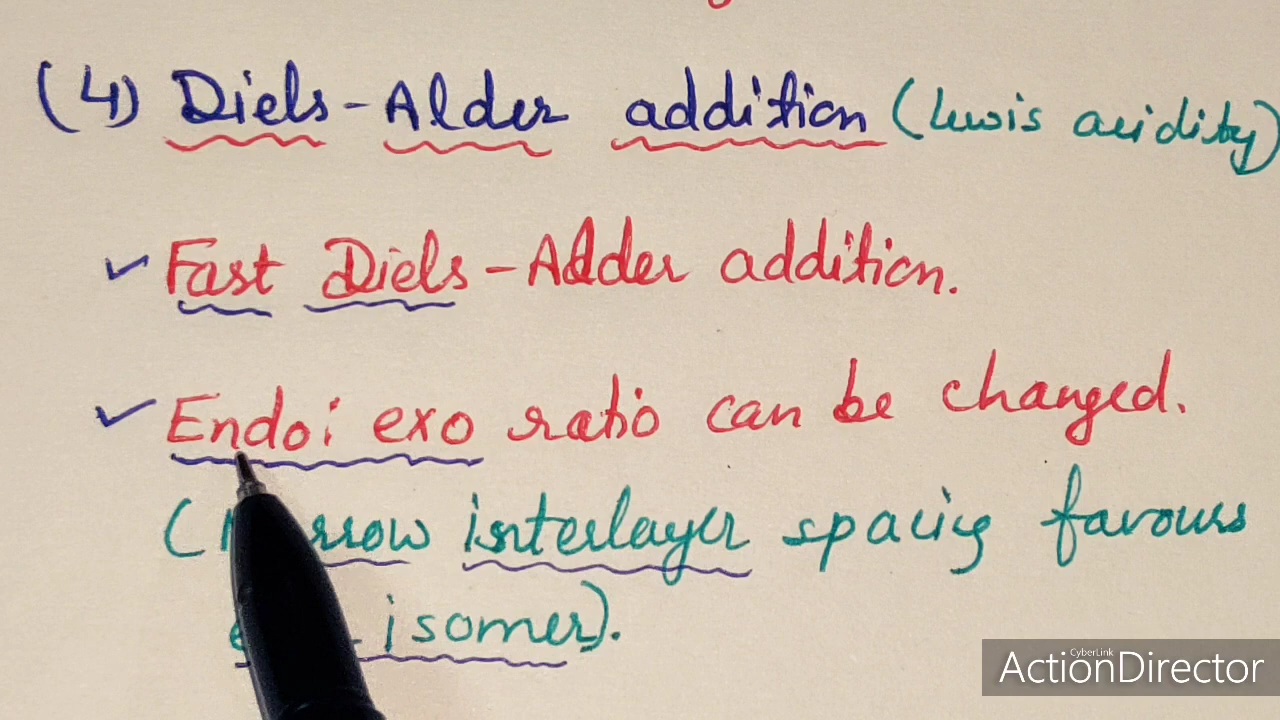 (4) Diels-Alder addition (Lewis acidity)
✓ Fast Diels-Alder addition.
✓ Endo: exo ratio can be changed.
( interlayer spacing favours
isomer).
CyberLink
ActionDirector